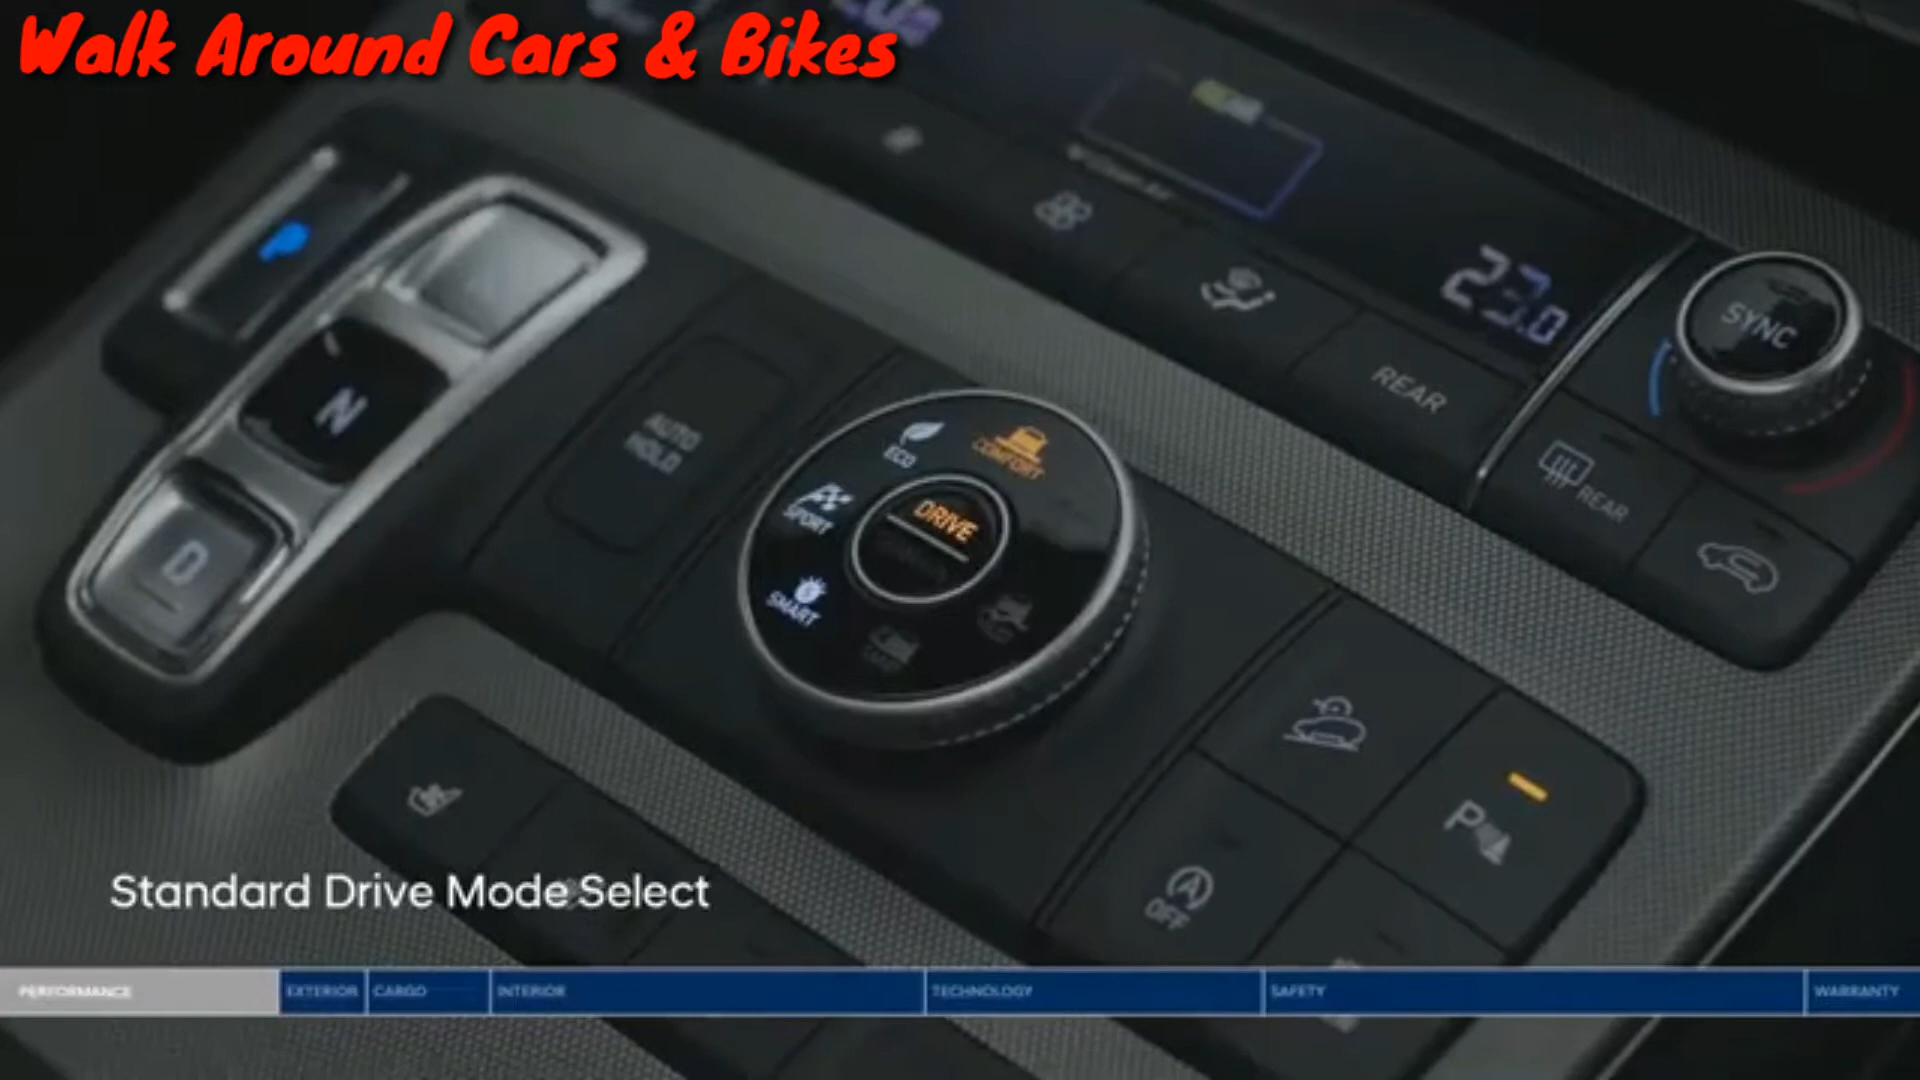 Walk Around Cars & Bikes
P
N
D
AUTO
HOLD
23.0
SYNC
REAR
REAR
ECO
COMFORT
SPORT
DRIVE
SMART
P
A
OFF
Standard Drive Mode Select
PERFORMANCE
EXTERIOR
CARGO
INTERIOR
TECHNOLOGY
SAFETY
WARRANTY